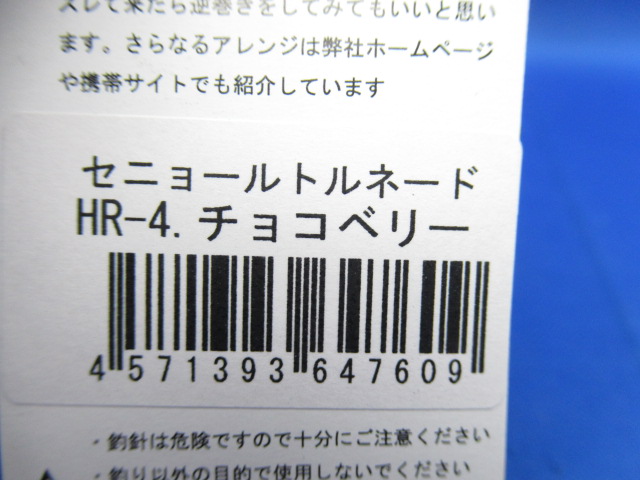 ズレて来たら逆巻きをしてみてもいいと思い
ます。さらなるアレンジは弊社ホームページ
や携帯サイトでも紹介しています
セニョールトルネード
HR-4. チョコベリー
4 571393 647609
・釣針は危険ですので十分にご注意ください
・釣り以外の目的で使用しないでください